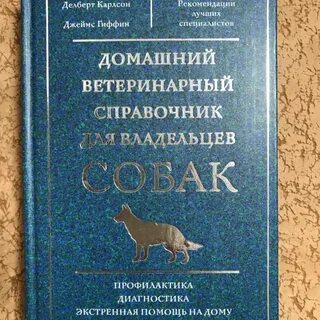 Делберт Карлсон
Джеймс Гиффин
Рекомендации
лучших
специалистов
ДОМАШНИЙ
ВЕТЕРИНАРНЫЙ
СПРАВОЧНИК
ДЛЯ ВЛАДЕЛЬЦЕВ
СОБАК
ПРОФИЛАКТИКА
ДИАГНОСТИКА
ЭКСТРЕННАЯ ПОМОЩЬ НА ДОМУ